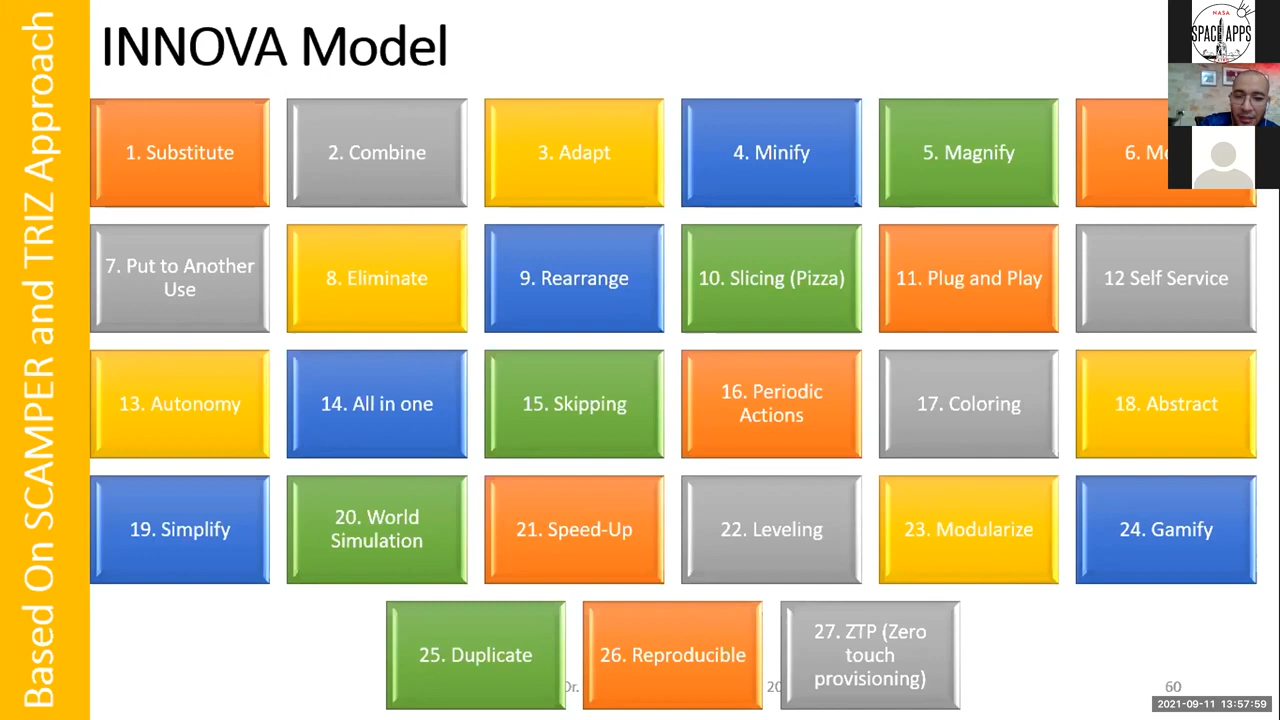 INNOVA Model
Based On SCAMPER and TRIZ Approach
NASA
SPACE APPS
1. Substitute
2. Combine
3. Adapt
4. Minify
5. Magnify
6.
7. Put to Another
Use
8. Eliminate
9. Rearrange
10. Slicing (Pizza)
11. Plug and Play
12 Self Service
13. Autonomy
14. All in one
15. Skipping
16. Periodic
Actions
17. Coloring
18. Abstract
19. Simplify
20. World
Simulation
21. Speed-Up
22. Leveling
23. Modularize
24. Gamify
25. Duplicate
26. Reproducible
27. ZTP (Zero
touch
provisioning)
Dr.
60
2021-09-11 13:57:59